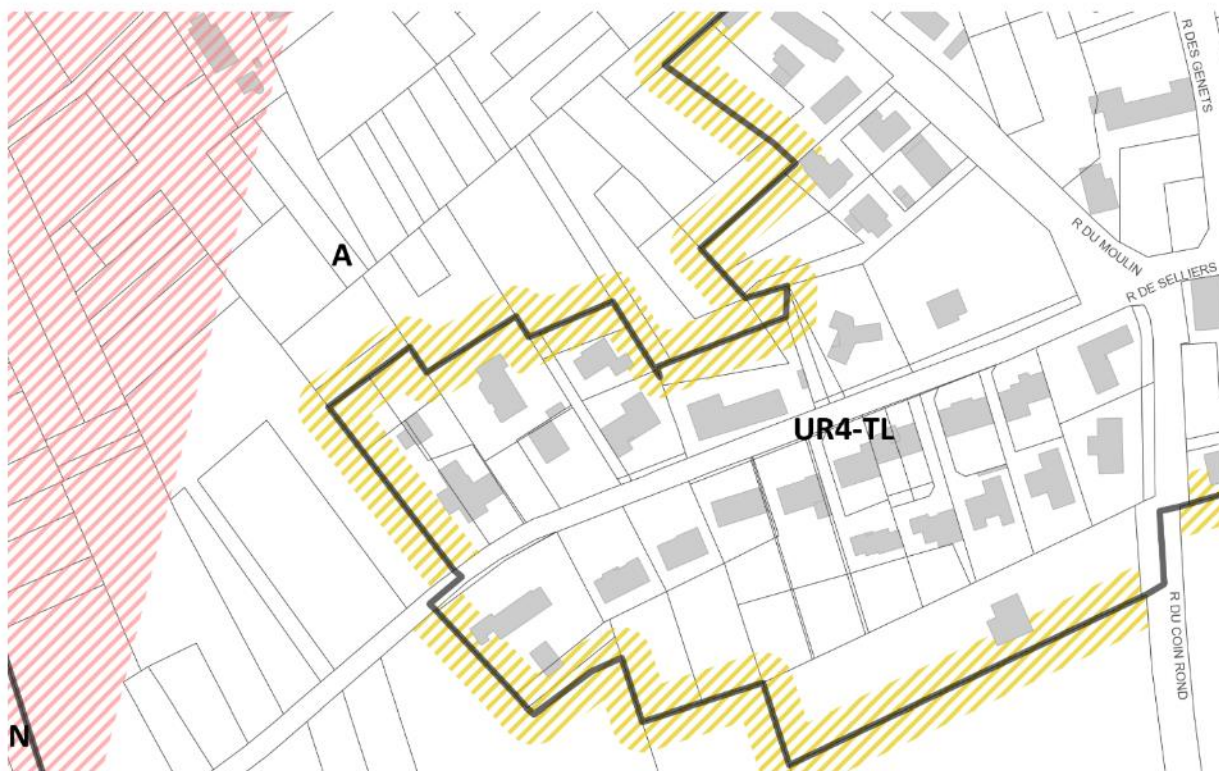 R DES GENETS
A
R DU MOULIN
R DE SELLIERS
UR4-TL
R DU COIN ROND
N